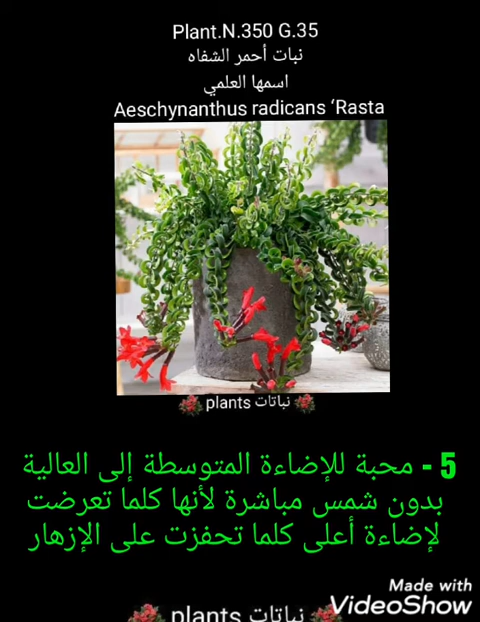 Plant.N.350 G.35
نبات أحمر الشفاه
اسمها العلمي
Aeschynanthus radicans ‘Rasta
نباتات plants
5 - محبة للإضاءة المتوسطة إلى العالية
بدون شمس مباشرة لأنها كلما تعرضت
لإضاءة أعلى كلما تحفزت على الإزهار
Made with
VideoShow
نباتات plants